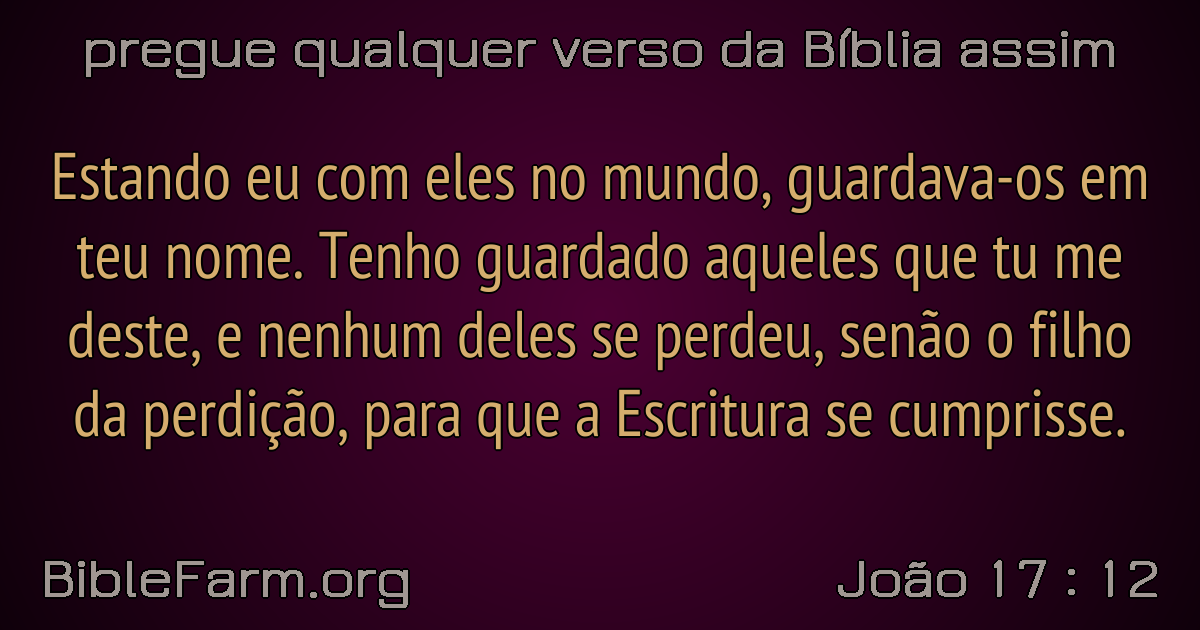 pregue qualquer verso da Bíblia assim
Estando eu com eles no mundo, guardava-os em
teu nome. Tenho guardado aqueles que tu me
deste, e nenhum deles se perdeu, senão o filho
da perdição, para que a Escritura se cumprisse.
BibleFarm.org
João 17 : 12